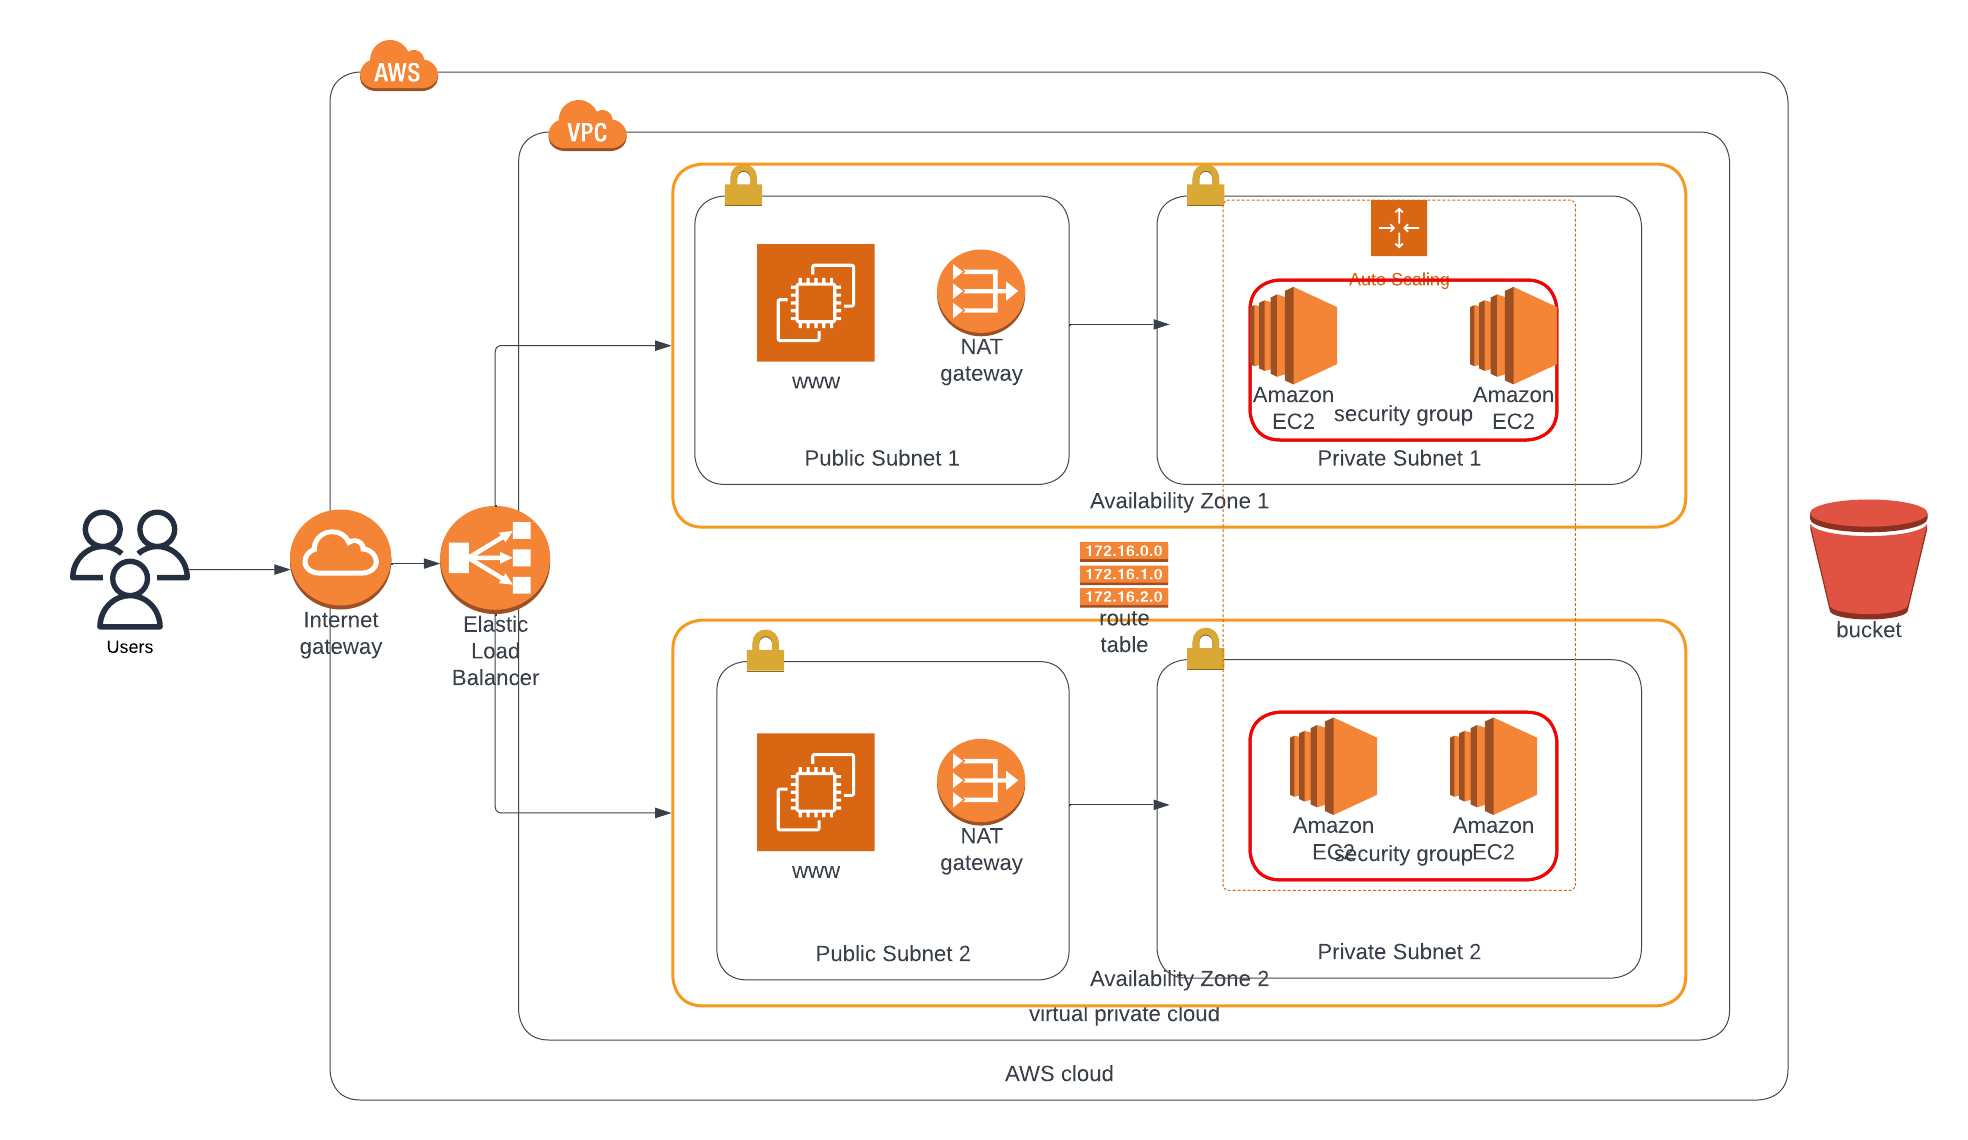 AWS
VPC
Auto Scaling
www
NAT
gateway
Amazon
EC2
security group
Amazon
EC2
Public Subnet 1
Private Subnet 1
Availability Zone 1
172.16.0.0
172.16.1.0
172.16.2.0
route
table
Users
Internet
gateway
Elastic
Load
Balancer
bucket
www
NAT
gateway
Amazon
EC2
security group
Amazon
EC2
Public Subnet 2
Private Subnet 2
Availability Zone 2
virtual private cloud
AWS cloud